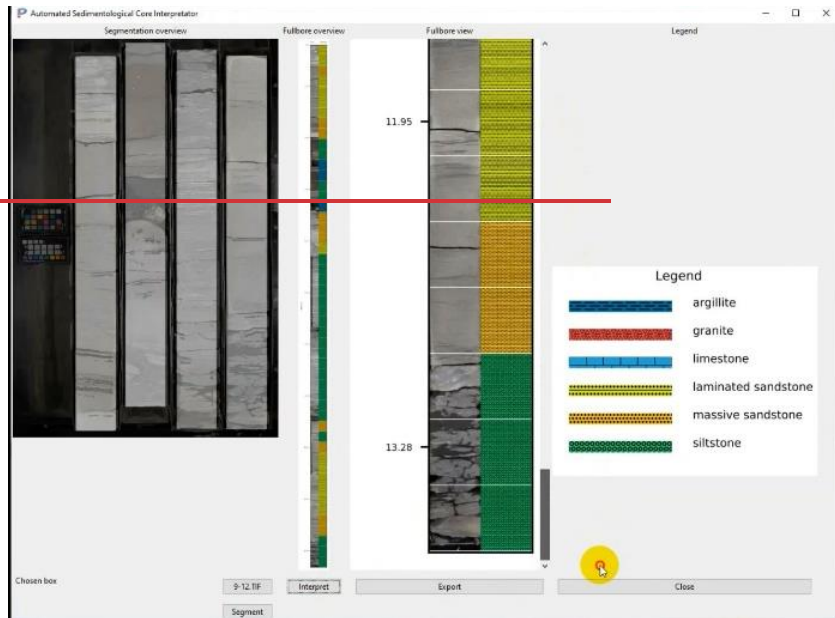 Automated Sedimentological Core Interpretator
Segmentation overview
Fullbore overview
Fullbore view
Legend
11.95
13.28
Legend
argillite
granite
limestone
laminated sandstone
massive sandstone
siltstone
Chosen box
9-12.TIF
Interpret
Export
Close
Segment